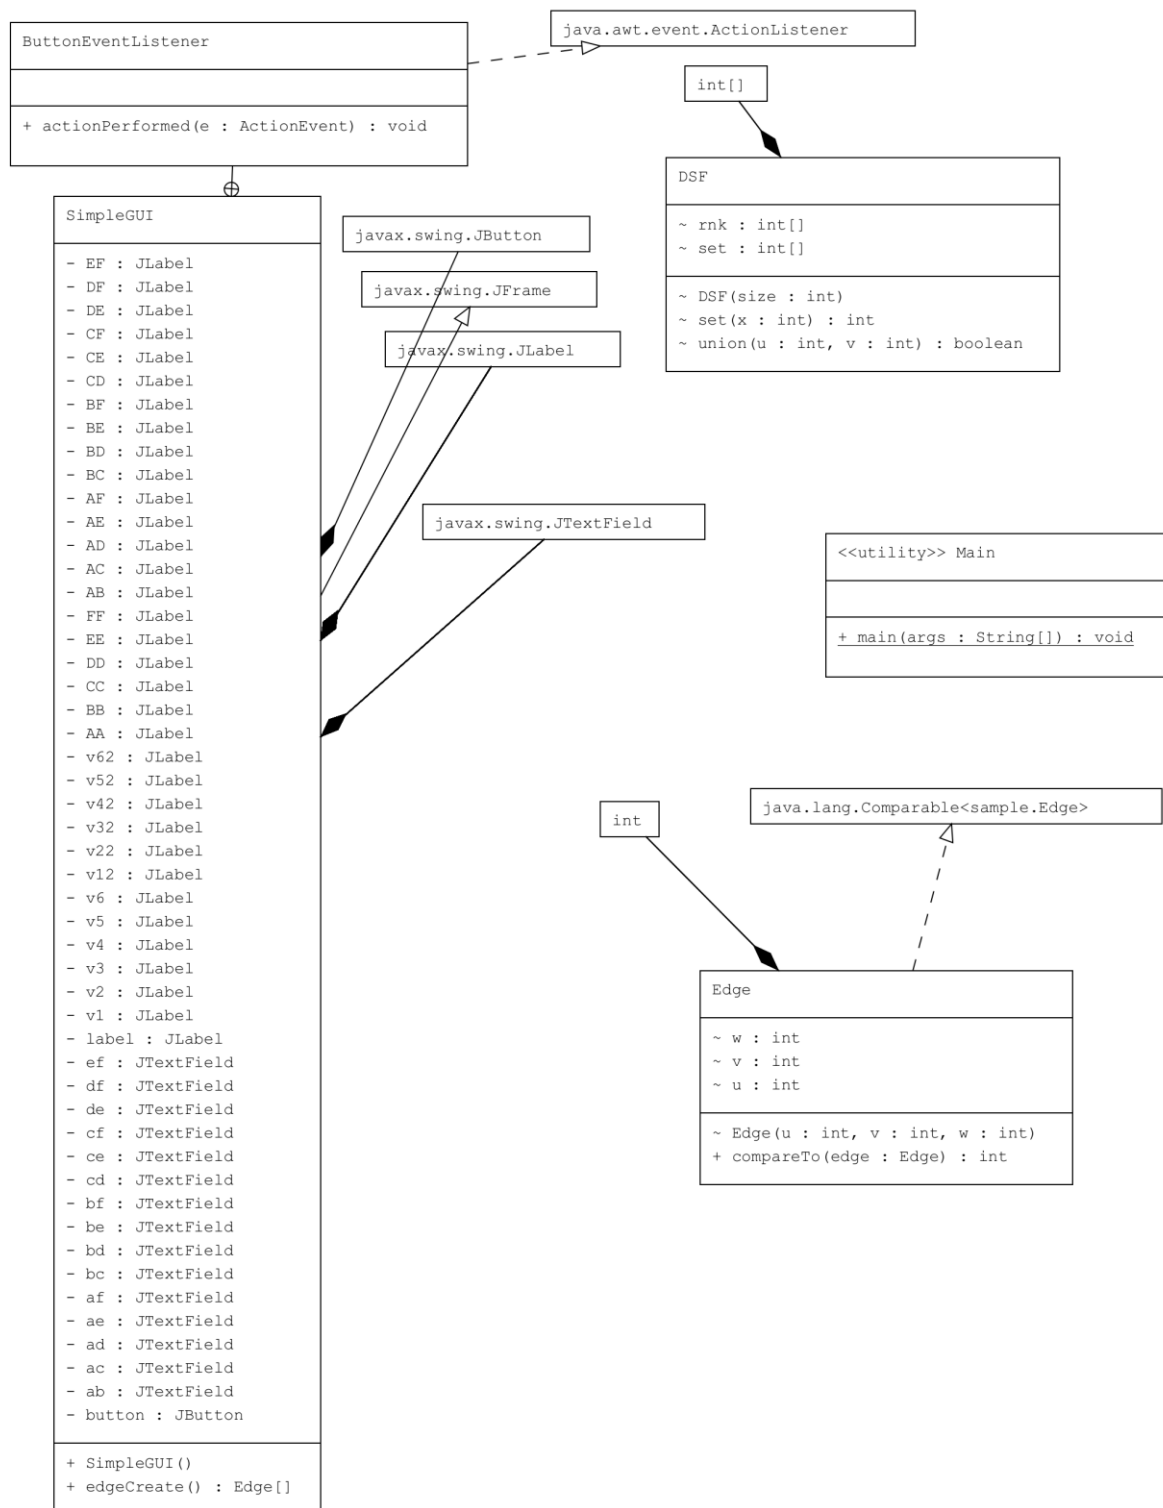 ButtonEventListener
+ actionPerformed(e : ActionEvent) : void
java.awt.event.ActionListener
int[]
DSF
~ rnk : int[]
~ set : int[]
~ DSF(size : int)
~ set(x : int) : int
~ union(u : int, v : int) : boolean
SimpleGUI
- EF : JLabel
- DF : JLabel
- DE : JLabel
- CF : JLabel
- CE : JLabel
- CD : JLabel
- BF : JLabel
- BE : JLabel
- BD : JLabel
- BC : JLabel
- AF : JLabel
- AE : JLabel
- AD : JLabel
- AC : JLabel
- AB : JLabel
- FF : JLabel
- EE : JLabel
- DD : JLabel
- CC : JLabel
- BB : JLabel
- AA : JLabel
- v62 : JLabel
- v52 : JLabel
- v42 : JLabel
- v32 : JLabel
- v22 : JLabel
- v12 : JLabel
- v6 : JLabel
- v5 : JLabel
- v4 : JLabel
- v3 : JLabel
- v2 : JLabel
- v1 : JLabel
- label : JLabel
- ef : JTextField
- df : JTextField
- de : JTextField
- cf : JTextField
- ce : JTextField
- cd : JTextField
- bf : JTextField
- be : JTextField
- bd : JTextField
- bc : JTextField
- af : JTextField
- ae : JTextField
- ad : JTextField
- ac : JTextField
- ab : JTextField
- button : JButton
+ SimpleGUI()
+ edgeCreate() : Edge[]
javax.swing.JButton
javax.swing.JFrame
javax.swing.JLabel
javax.swing.JTextField
<<utility>> Main
+ main(args : String[]) : void
int
java.lang.Comparable<sample.Edge>
Edge
~ w : int
~ v : int
~ u : int
~ Edge(u : int, v : int, w : int)
+ compareTo(edge : Edge) : int